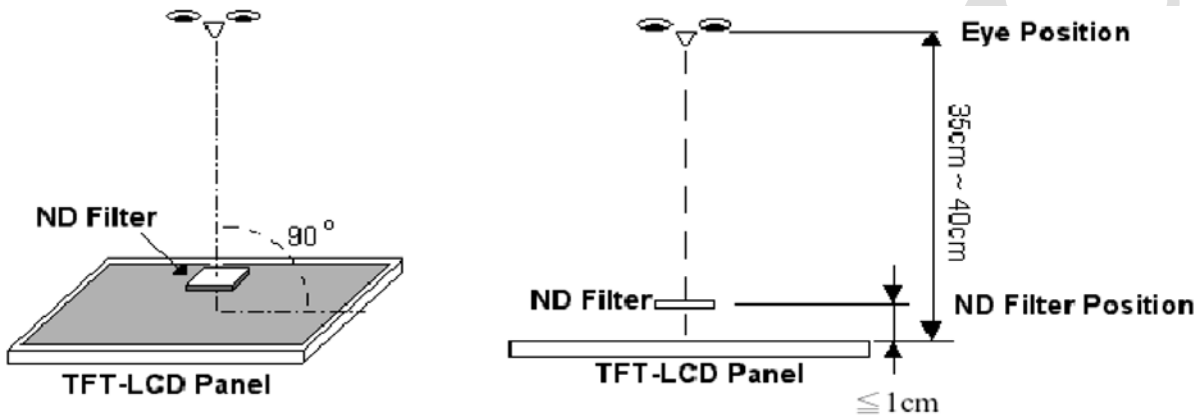 ND Filter
90°
TFT-LCD Panel
Eye Position
35cm ~ 40cm
ND Filter
ND Filter Position
TFT-LCD Panel
≦1cm